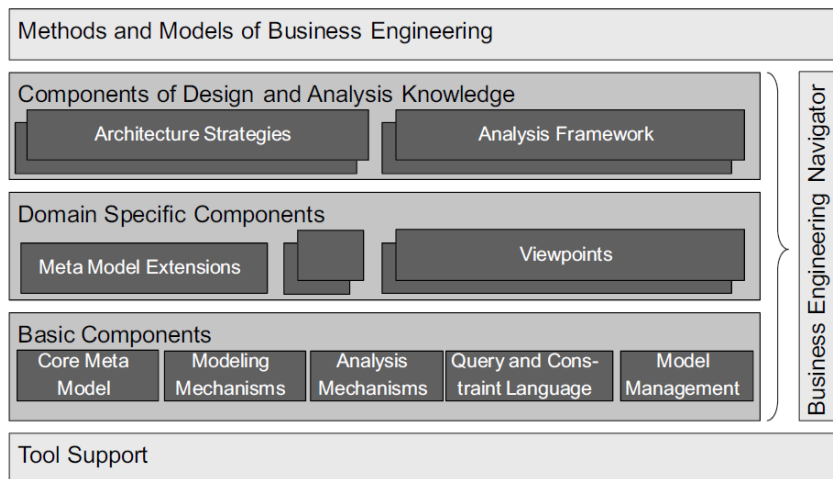 Methods and Models of Business Engineering
Components of Design and Analysis Knowledge
Architecture Strategies
Analysis Framework
Domain Specific Components
Meta Model Extensions
Viewpoints
Basic Components
Core Meta
Model
Modeling
Mechanisms
Analysis
Mechanisms
Query and Cons-
traint Language
Model
Management
Business Engineering Navigator
Tool Support